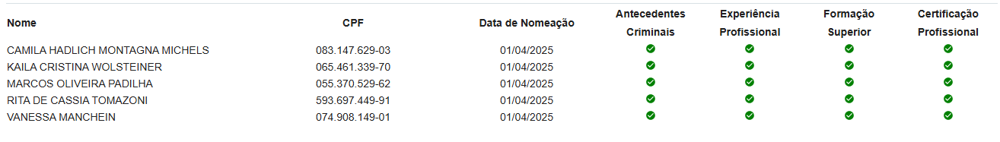 Nome CPF Data de Nomeação Antecedentes Criminais Experiência Profissional Formação Superior Certificação Profissional
CAMILA HADLICH MONTAGNA MICHELS 083.147.629-03 01/04/2025
KAILA CRISTINA WOLSTEINER 065.461.339-70 01/04/2025
MARCOS OLIVEIRA PADILHA 055.370.529-62 01/04/2025
RITA DE CASSIA TOMAZONI 593.697.449-91 01/04/2025
VANESSA MANCHEIN 074.908.149-01 01/04/2025